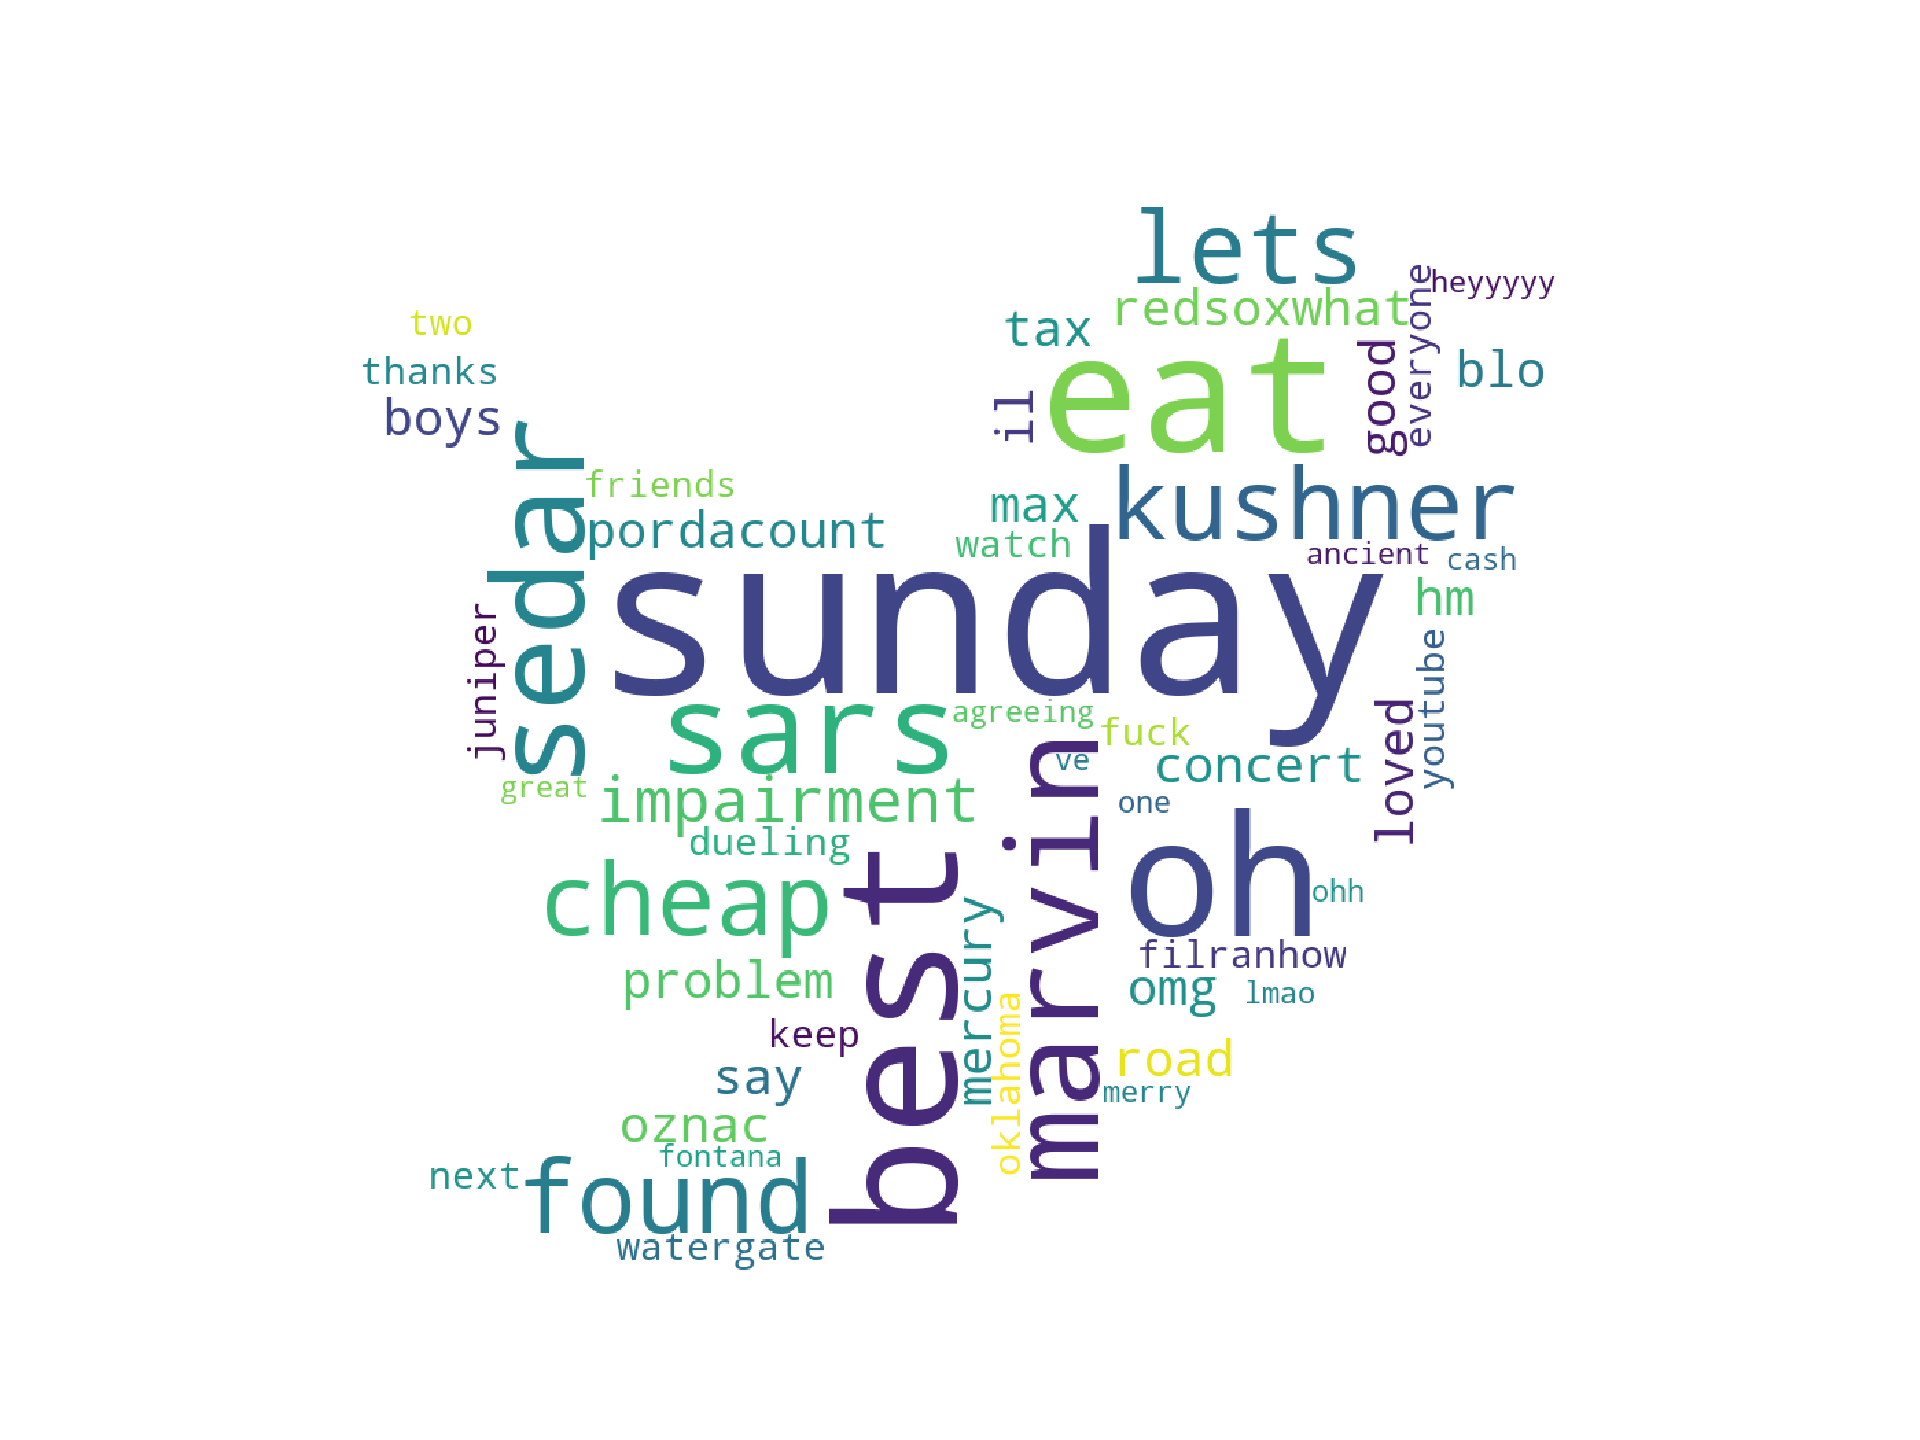 lets
heyyyyy
redsoxwhat
everyone
two
tax
thanks
blo
good
boys
il
eat
sedar
friends
max
kushner
pordacount
watch
ancient
cash
sunday
hm
juniper
youtube
sars
agreeing
fuck
loved
ve
concert
great
impairment
one
dueling
marvin
oh
ohh
cheap
best
mercury
filranhow
problem
omg
lmao
keep
oklahoma
road
say
merry
oznac
fontana
next
found
watergate